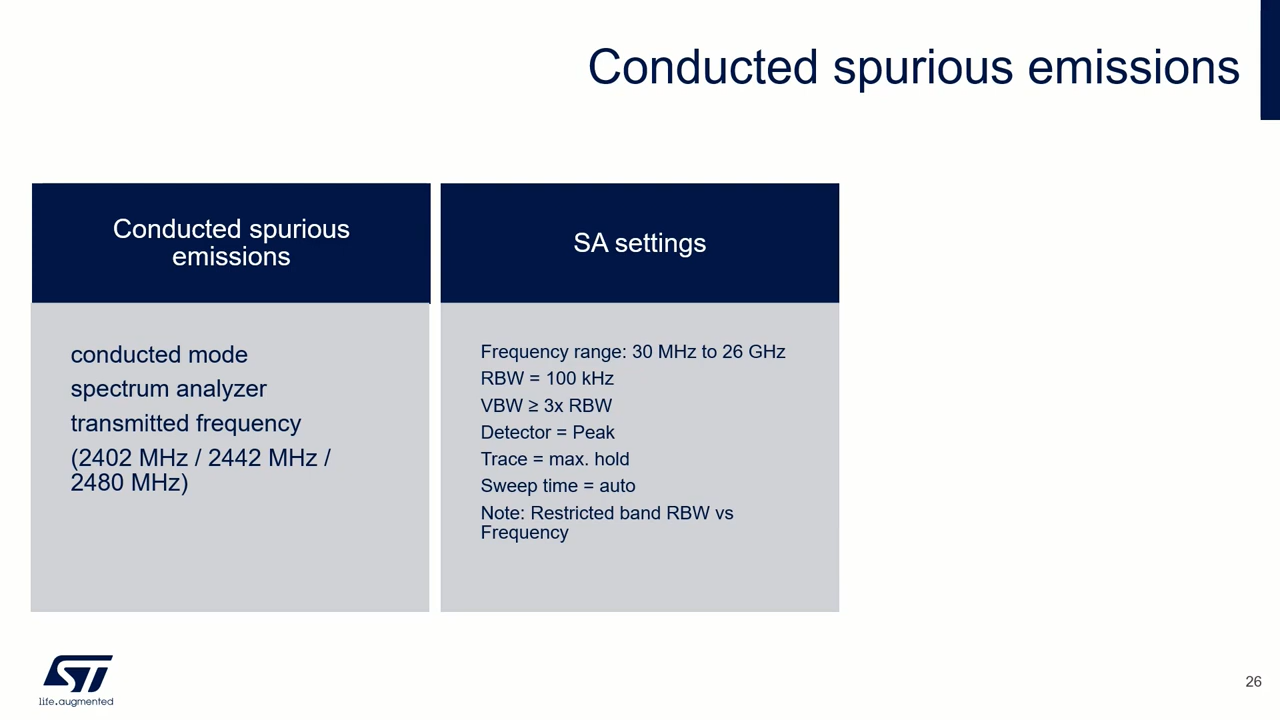 Conducted spurious emissions
Conducted spurious
emissions
conducted mode
spectrum analyzer
transmitted frequency
(2402 MHz / 2442 MHz /
2480 MHz)
SA settings
Frequency range: 30 MHz to 26 GHz
RBW = 100 kHz
VBW ≥ 3x RBW
Detector = Peak
Trace = max. hold
Sweep time = auto
Note: Restricted band RBW vs
Frequency
ST
life.augmented
26